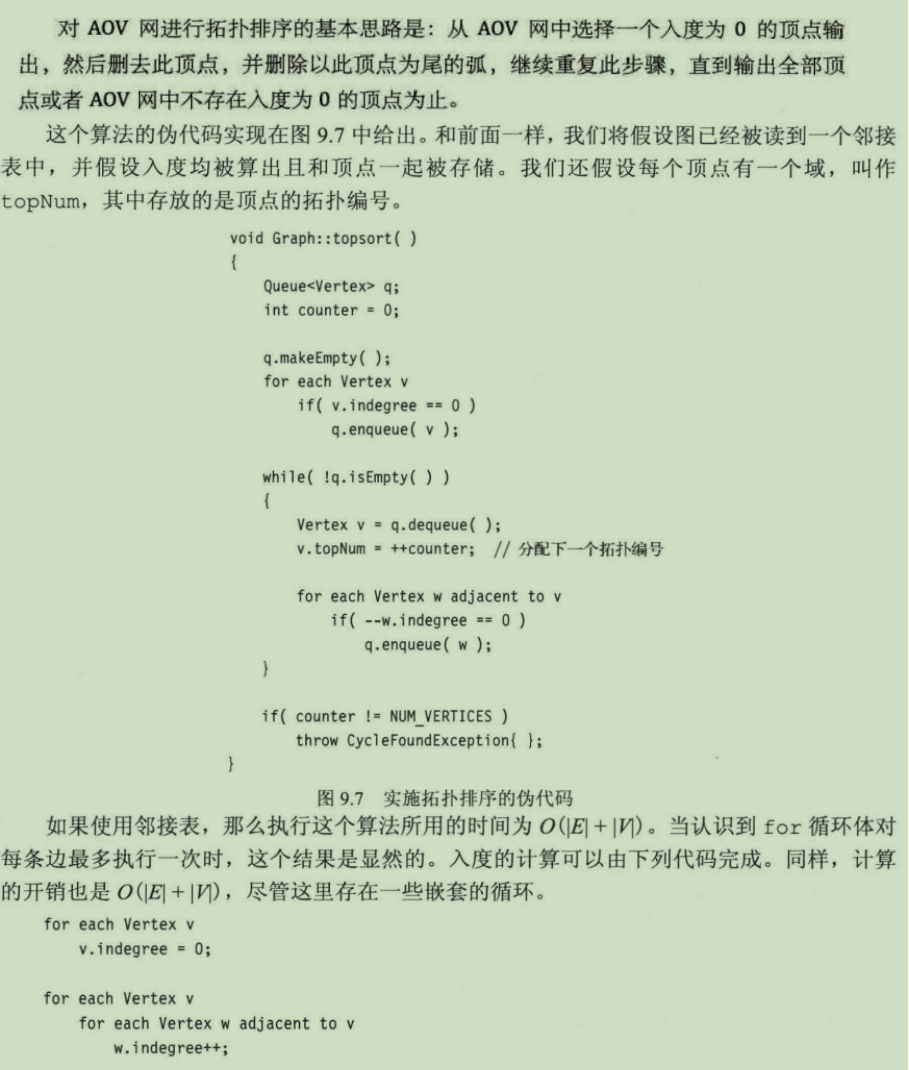 对 AOV 网进行拓扑排序的基本思路是：从 AOV 网中选择一个入度为 0 的顶点输
出，然后删去此顶点，并删除以此顶点为尾的弧，继续重复此步骤，直到输出全部顶
点或者 AOV 网中不存在入度为 0 的顶点为止。
这个算法的伪代码实现在图 9.7 中给出。和前面一样，我们将假设图已经被读到一个邻接
表中，并假设入度均被算出且和顶点一起被存储。我们还假设每个顶点有一个域，叫作
topNum，其中存放的是顶点的拓扑编号。
void Graph::topsort( )
{
Queue<Vertex> q;
int counter = 0;
q.makeEmpty( );
for each Vertex v
if( v.indegree == 0 )
q.enqueue( v );
while( !q.isEmpty( ) )
{
Vertex v = q.dequeue( );
v.topNum = ++counter; // 分配下一个拓扑编号
for each Vertex w adjacent to v
if( --w.indegree == 0 )
q.enqueue( w );
}
if( counter != NUM_VERTICES )
throw CycleFoundException{ };
}
图 9.7 实施拓扑排序的伪代码
如果使用邻接表，那么执行这个算法所用的时间为 O(|E| + |V|)。当认识到 for 循环体对
每条边最多执行一次时，这个结果是显然的。入度的计算可以由下列代码完成。同样，计算
的开销也是 O(|E| + |V|)，尽管这里存在一些嵌套的循环。
for each Vertex v
v.indegree = 0;
for each Vertex v
for each Vertex w adjacent to v
w.indegree++;